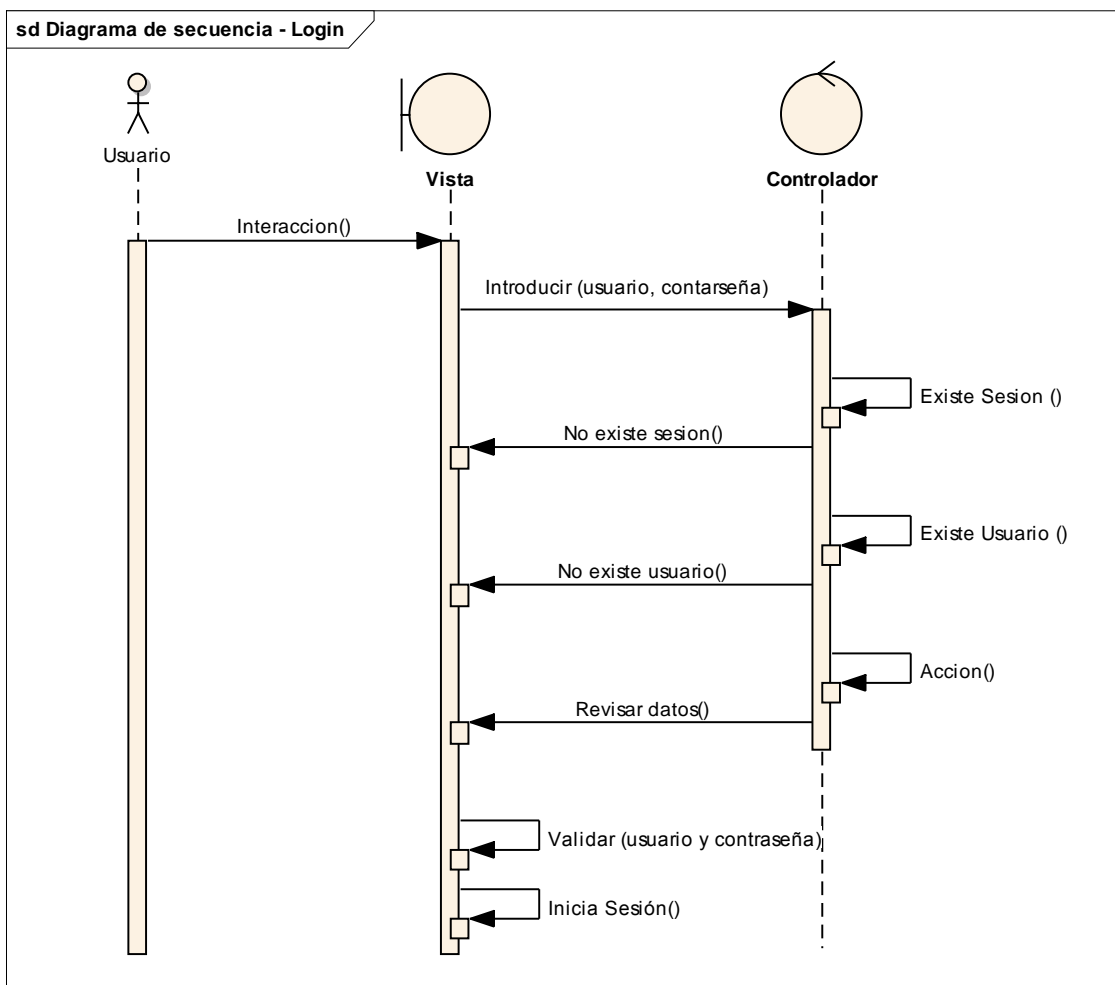 sd Diagrama de secuencia - Login
Usuario
Vista
Controlador
Interaccion()
Introducir (usuario, contarseña)
Existe Sesion ()
No existe sesion()
Existe Usuario ()
No existe usuario()
Accion()
Revisar datos()
Validar (usuario y contraseña)
Inicia Sesión()